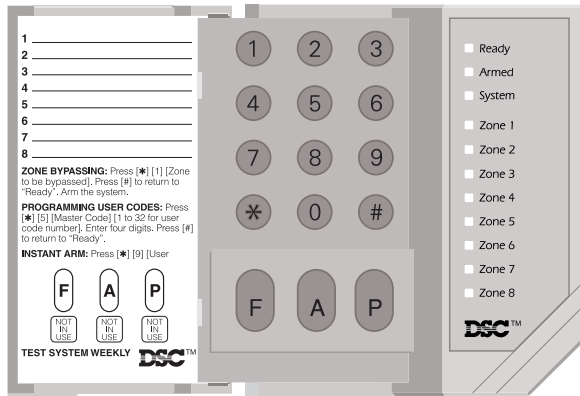 1
2
3
4
5
6
7
8
ZONE BYPASSING: Press [✱] [1] [Zone
to be bypassed]. Press [#] to return to
"Ready". Arm the system.
PROGRAMMING USER CODES: Press
[✱] [5] [Master Code] [1 to 32 for user
code number]. Enter four digits. Press [#]
to return to "Ready".
INSTANT ARM: Press [✱] [9] [User
F A P
NOT IN USE
NOT IN USE
NOT IN USE
TEST SYSTEM WEEKLY DSC™
1 2 3
4 5 6
7 8 9
* 0 #
F A P
Ready
Armed
System
Zone 1
Zone 2
Zone 3
Zone 4
Zone 5
Zone 6
Zone 7
Zone 8
DSC™